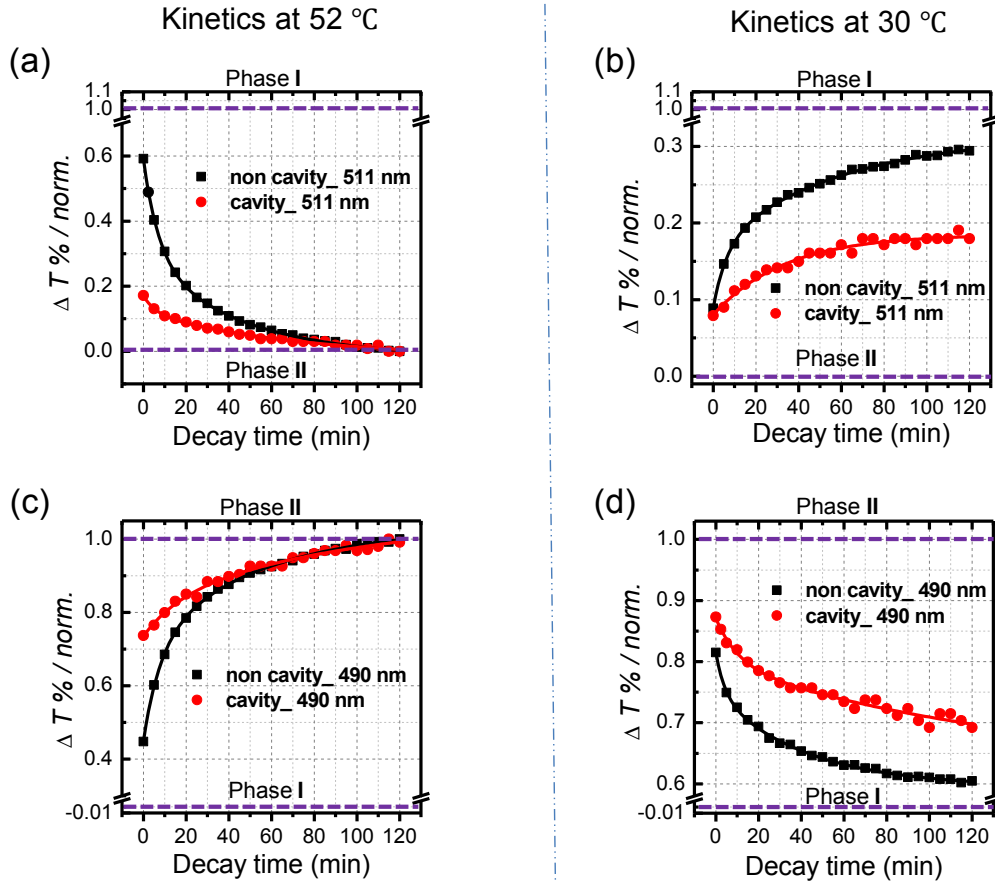 Kinetics at 52 ℃
Kinetics at 30 ℃
(a)
Phase I
1.1
1.0
0.6
0.4
0.2
0.0
Δ T % / norm.
non cavity_ 511 nm
cavity_ 511 nm
Phase II
0 20 40 60 80 100 120
Decay time (min)
(b)
Phase I
1.1
1.0
0.3
0.2
0.1
0.0
Δ T % / norm.
non cavity_ 511 nm
cavity_ 511 nm
Phase II
0 20 40 60 80 100 120
Decay time (min)
(c)
Phase II
1.0
0.8
0.6
0.4
-0.01
Δ T % / norm.
non cavity_ 490 nm
cavity_ 490 nm
Phase I
0 20 40 60 80 100 120
Decay time (min)
(d)
Phase II
1.0
0.9
0.8
0.7
0.6
-0.01
Δ T % / norm.
non cavity_ 490 nm
cavity_ 490 nm
Phase I
0 20 40 60 80 100 120
Decay time (min)